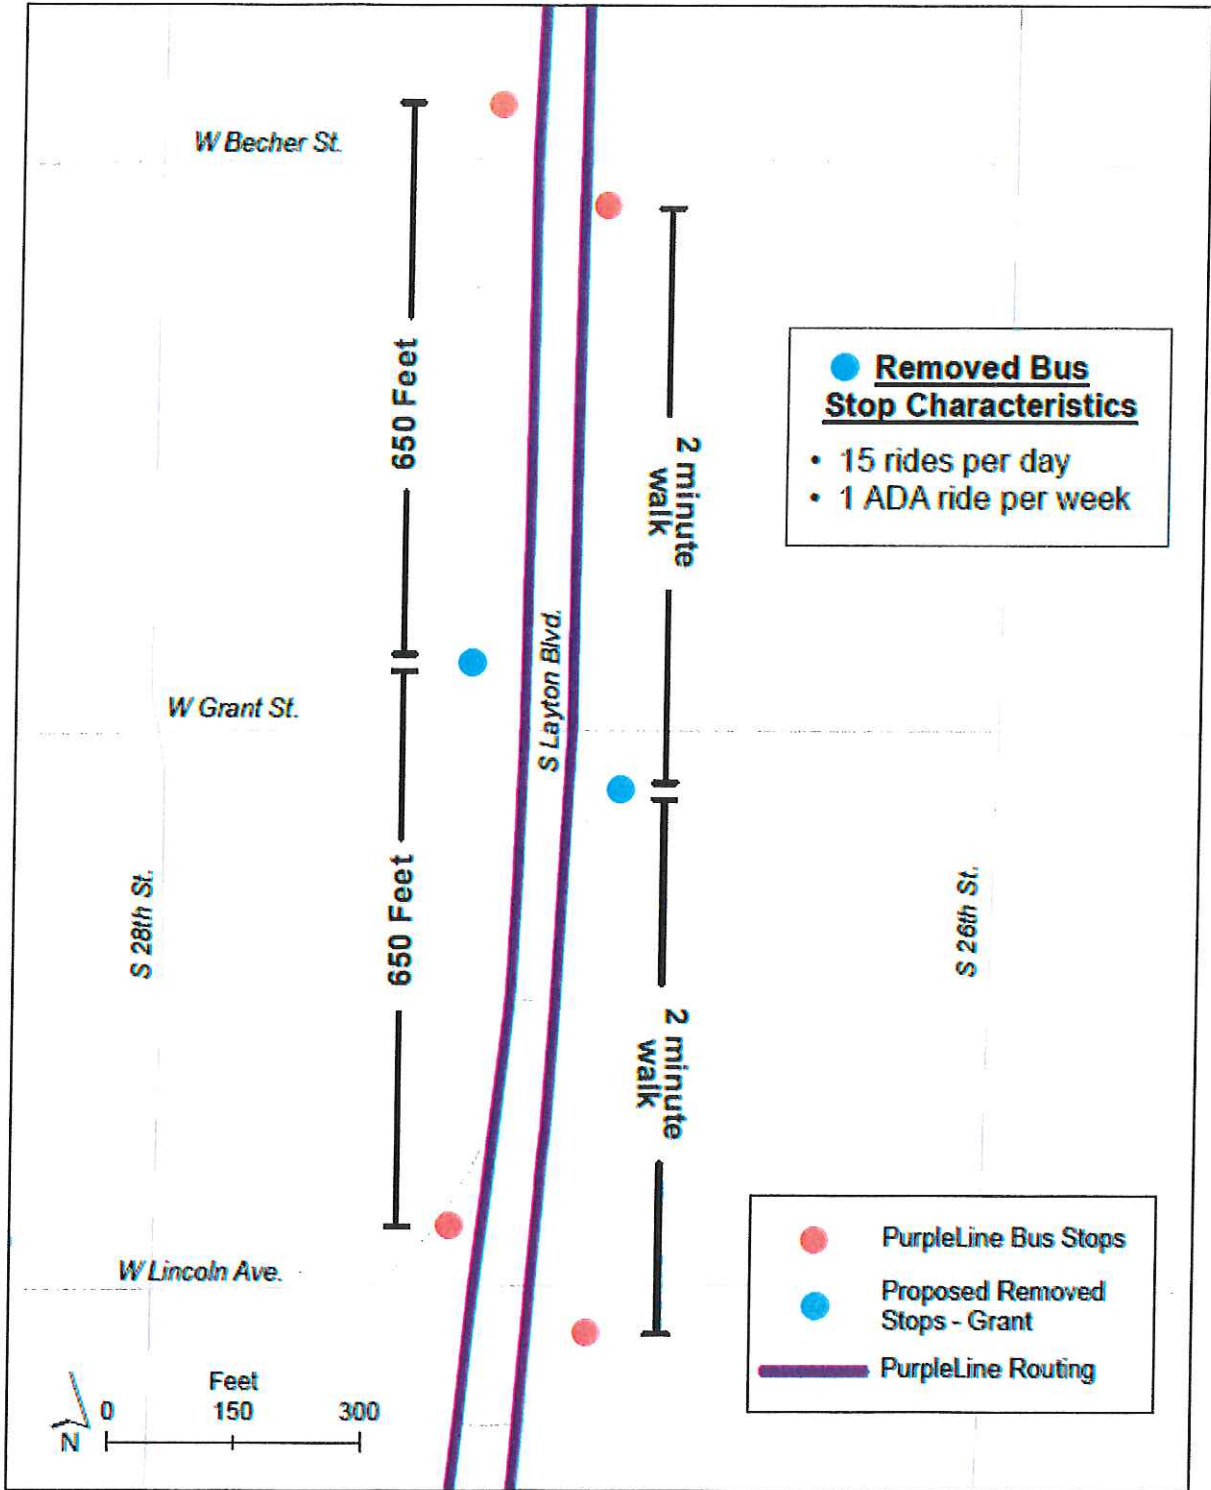 W Becher St.
650 Feet
2 minute
walk
Removed Bus
Stop Characteristics
• 15 rides per day
• 1 ADA ride per week
S Layton Blvd.
W Grant St.
650 Feet
S 28th St.
S 26th St.
2 minute
walk
W Lincoln Ave.
PurpleLine Bus Stops
Proposed Removed
Stops - Grant
PurpleLine Routing
Feet
0 150 300
N